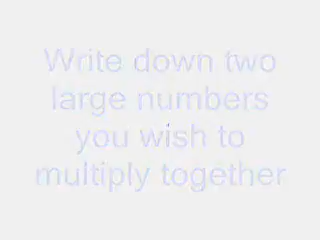 Write down two
large numbers
you wish to
multiply together